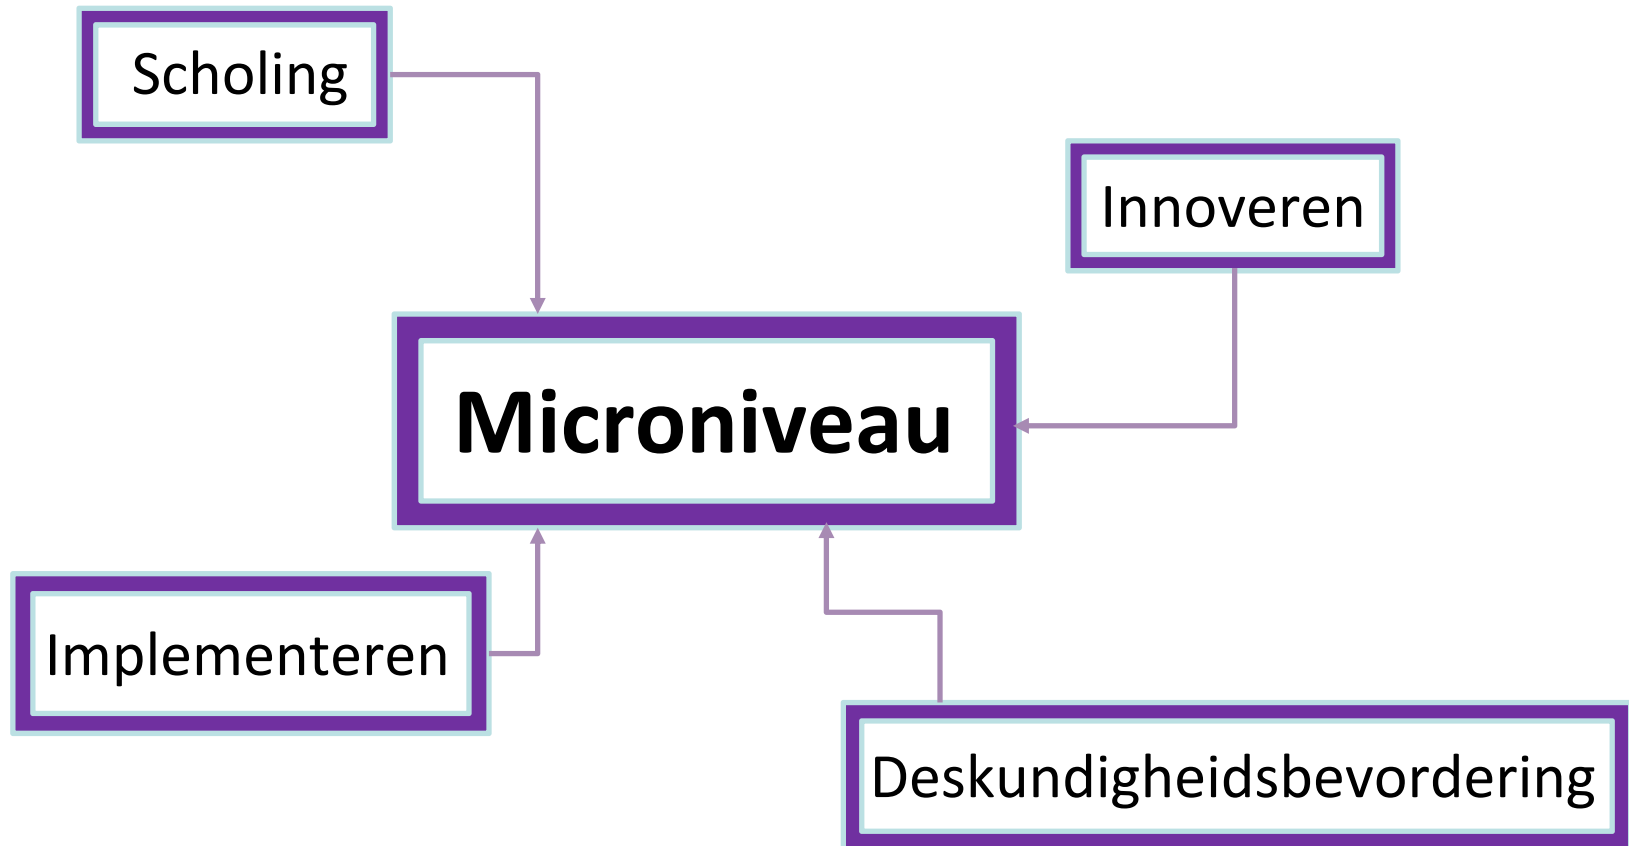 Scholing
Innoveren
Microniveau
Implementeren
Deskundigheidsbevordering